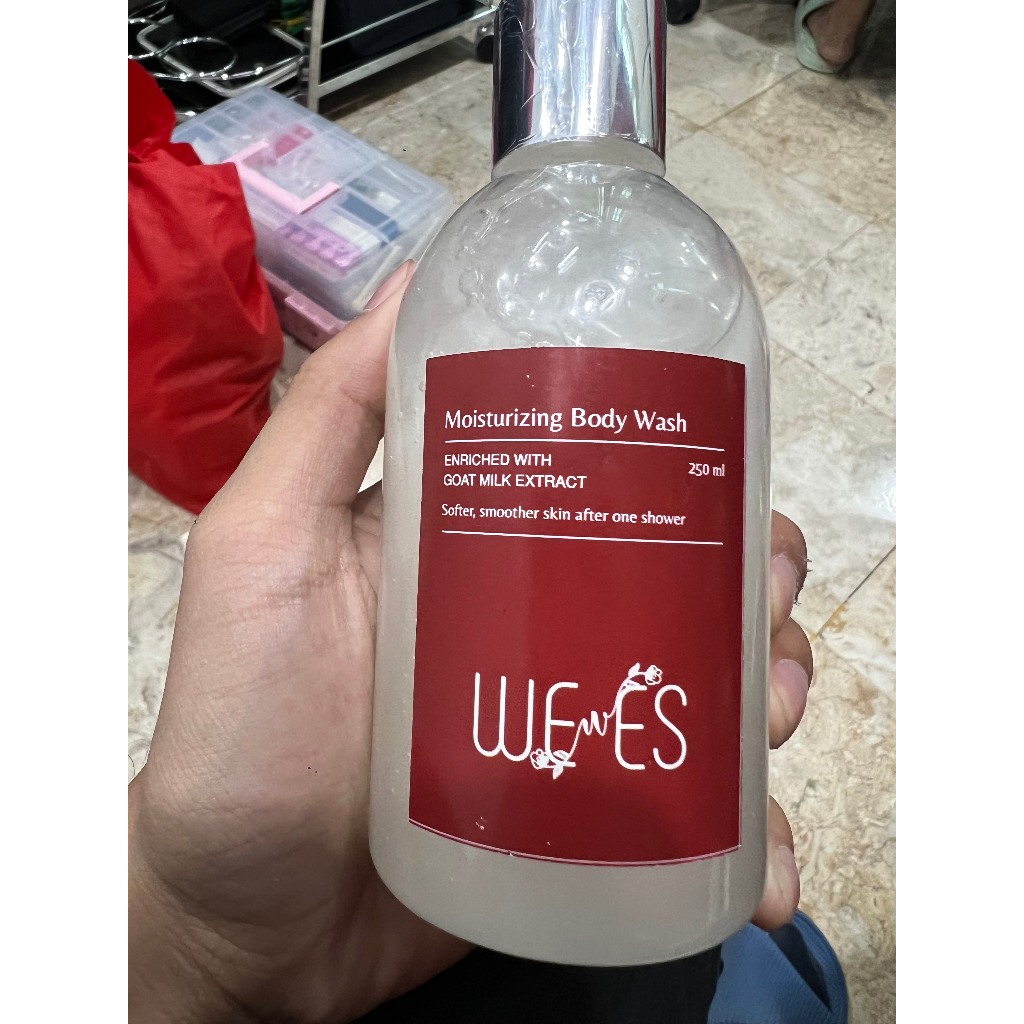 Moisturizing Body Wash
ENRICHED WITH
GOAT MILK EXTRACT
250 ml
Softer, smoother skin after one shower
WEwES